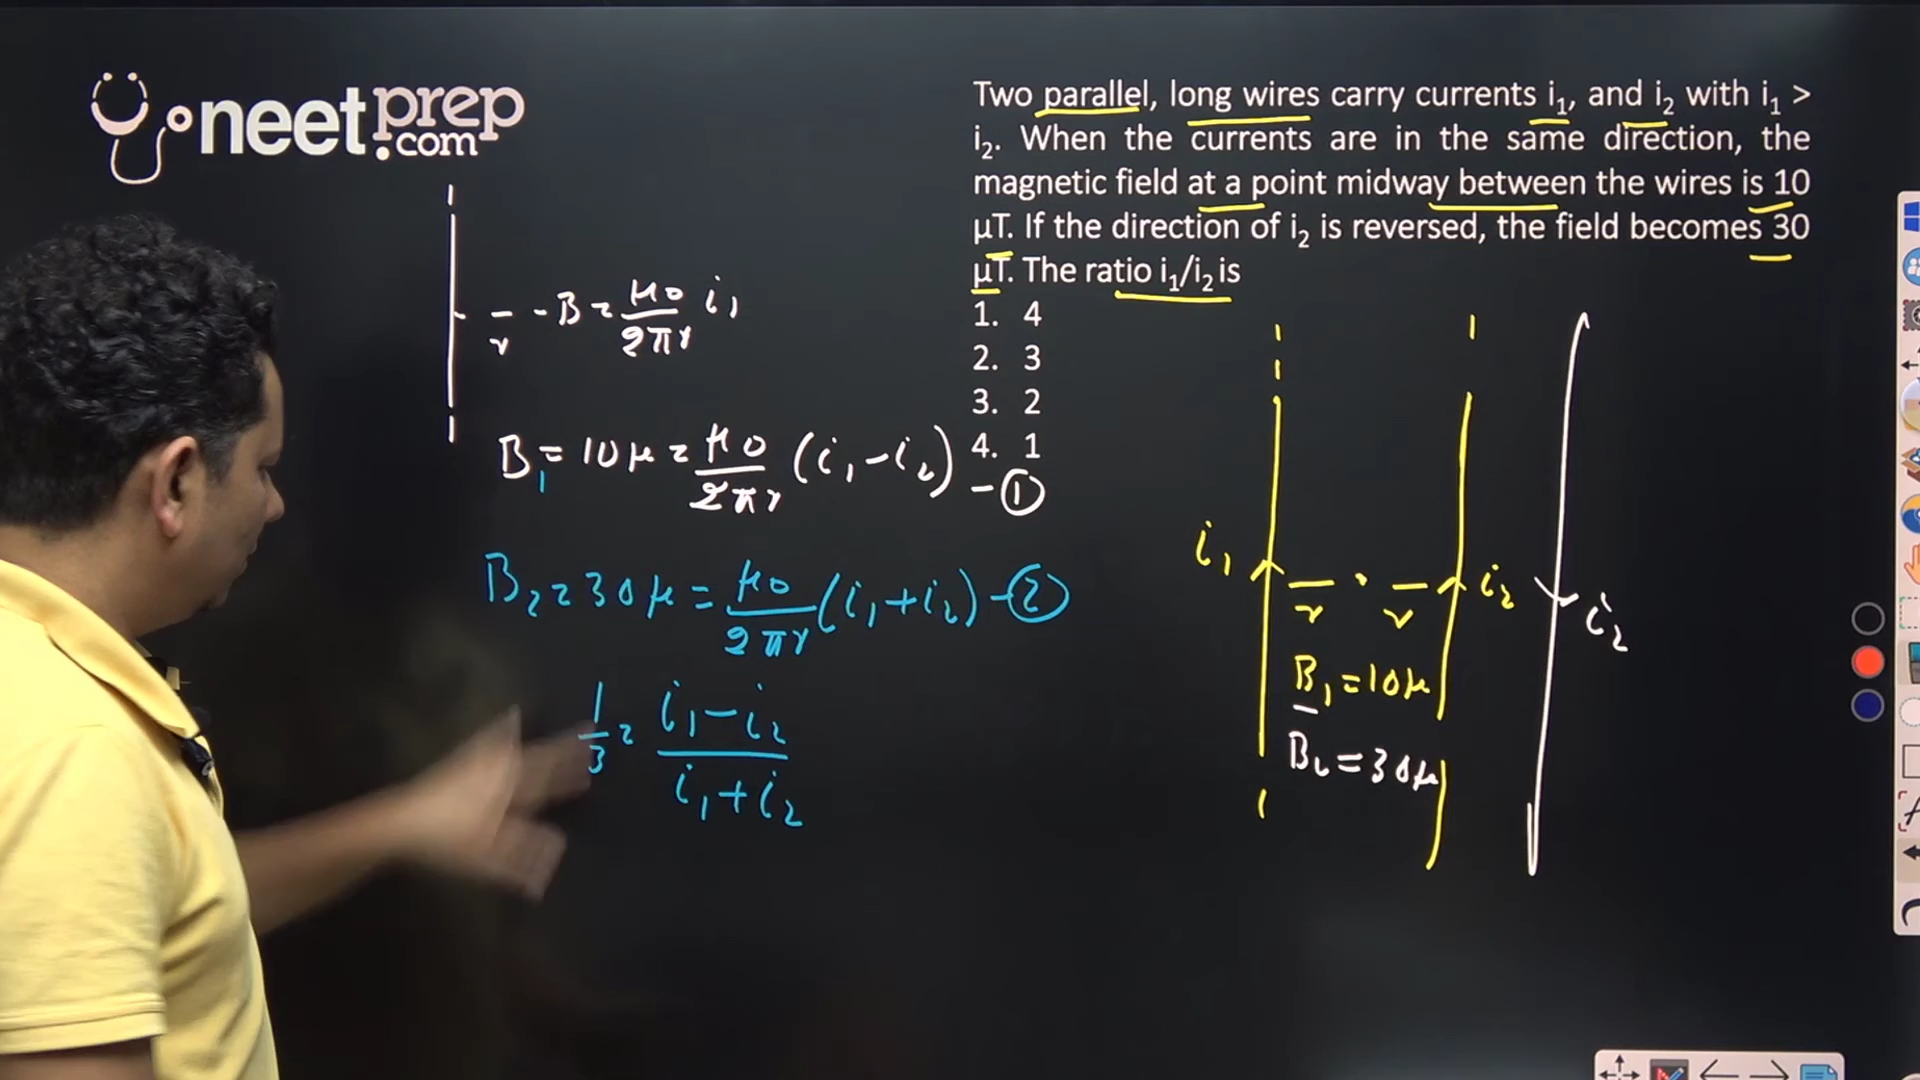 neetprep
.com
Two parallel, long wires carry currents i₁, and i₂ with i₁ >
i₂. When the currents are in the same direction, the
magnetic field at a point midway between the wires is 10
μT. If the direction of i₂ is reversed, the field becomes 30
μT. The ratio i₁/i₂ is
1. 4
2. 3
3. 2
4. 1
r - B = μ0/2πr i₁
B₁ = 10μ = μ0/2πr (i₁ - i₂) - ①
B₂ = 30μ = μ0/2πr (i₁ + i₂) - ②
1/3 = i₁ - i₂ / i₁ + i₂
i₁ r r i₂ i₂
B₁ = 10μ
B₂ = 30μ